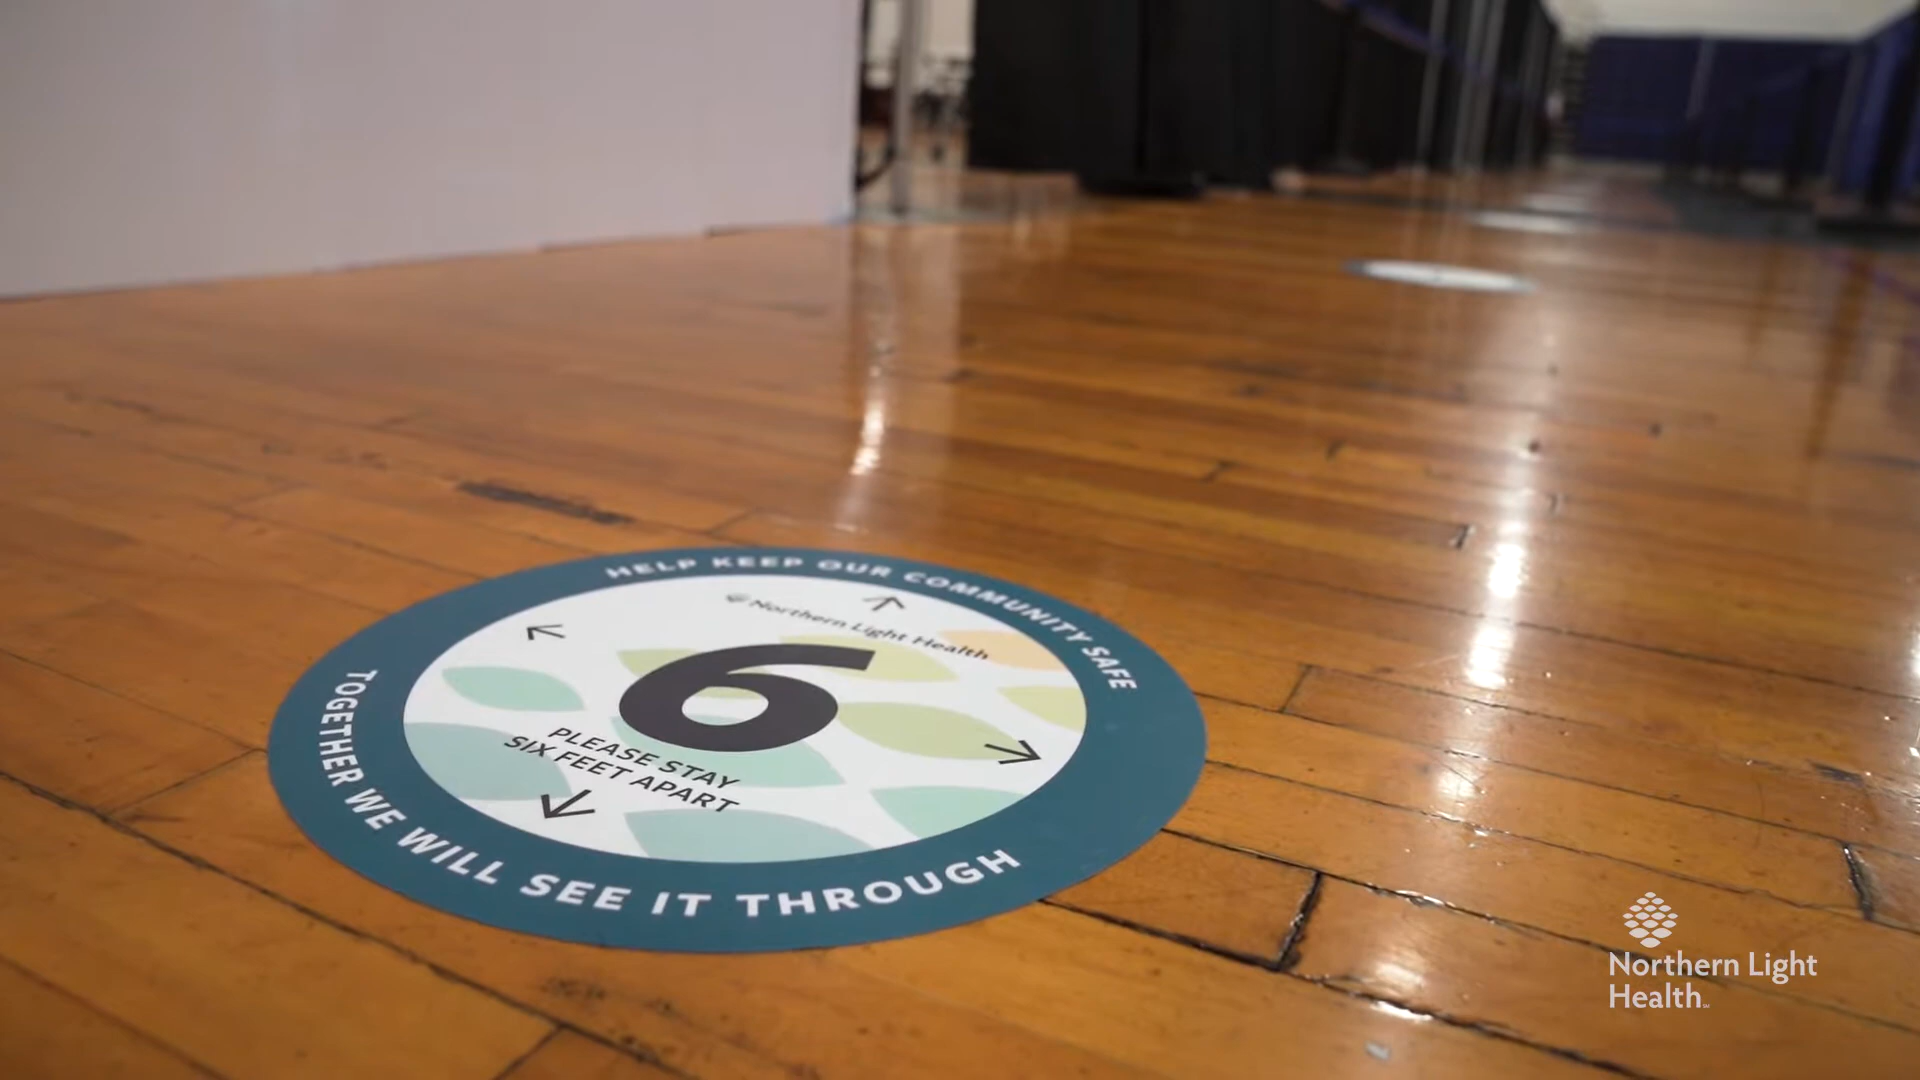 HELP KEEP OUR COMMUNITY SAFE
Northern Light Health
6
PLEASE STAY
SIX FEET APART
TOGETHER WE WILL SEE IT THROUGH
Northern Light
Health